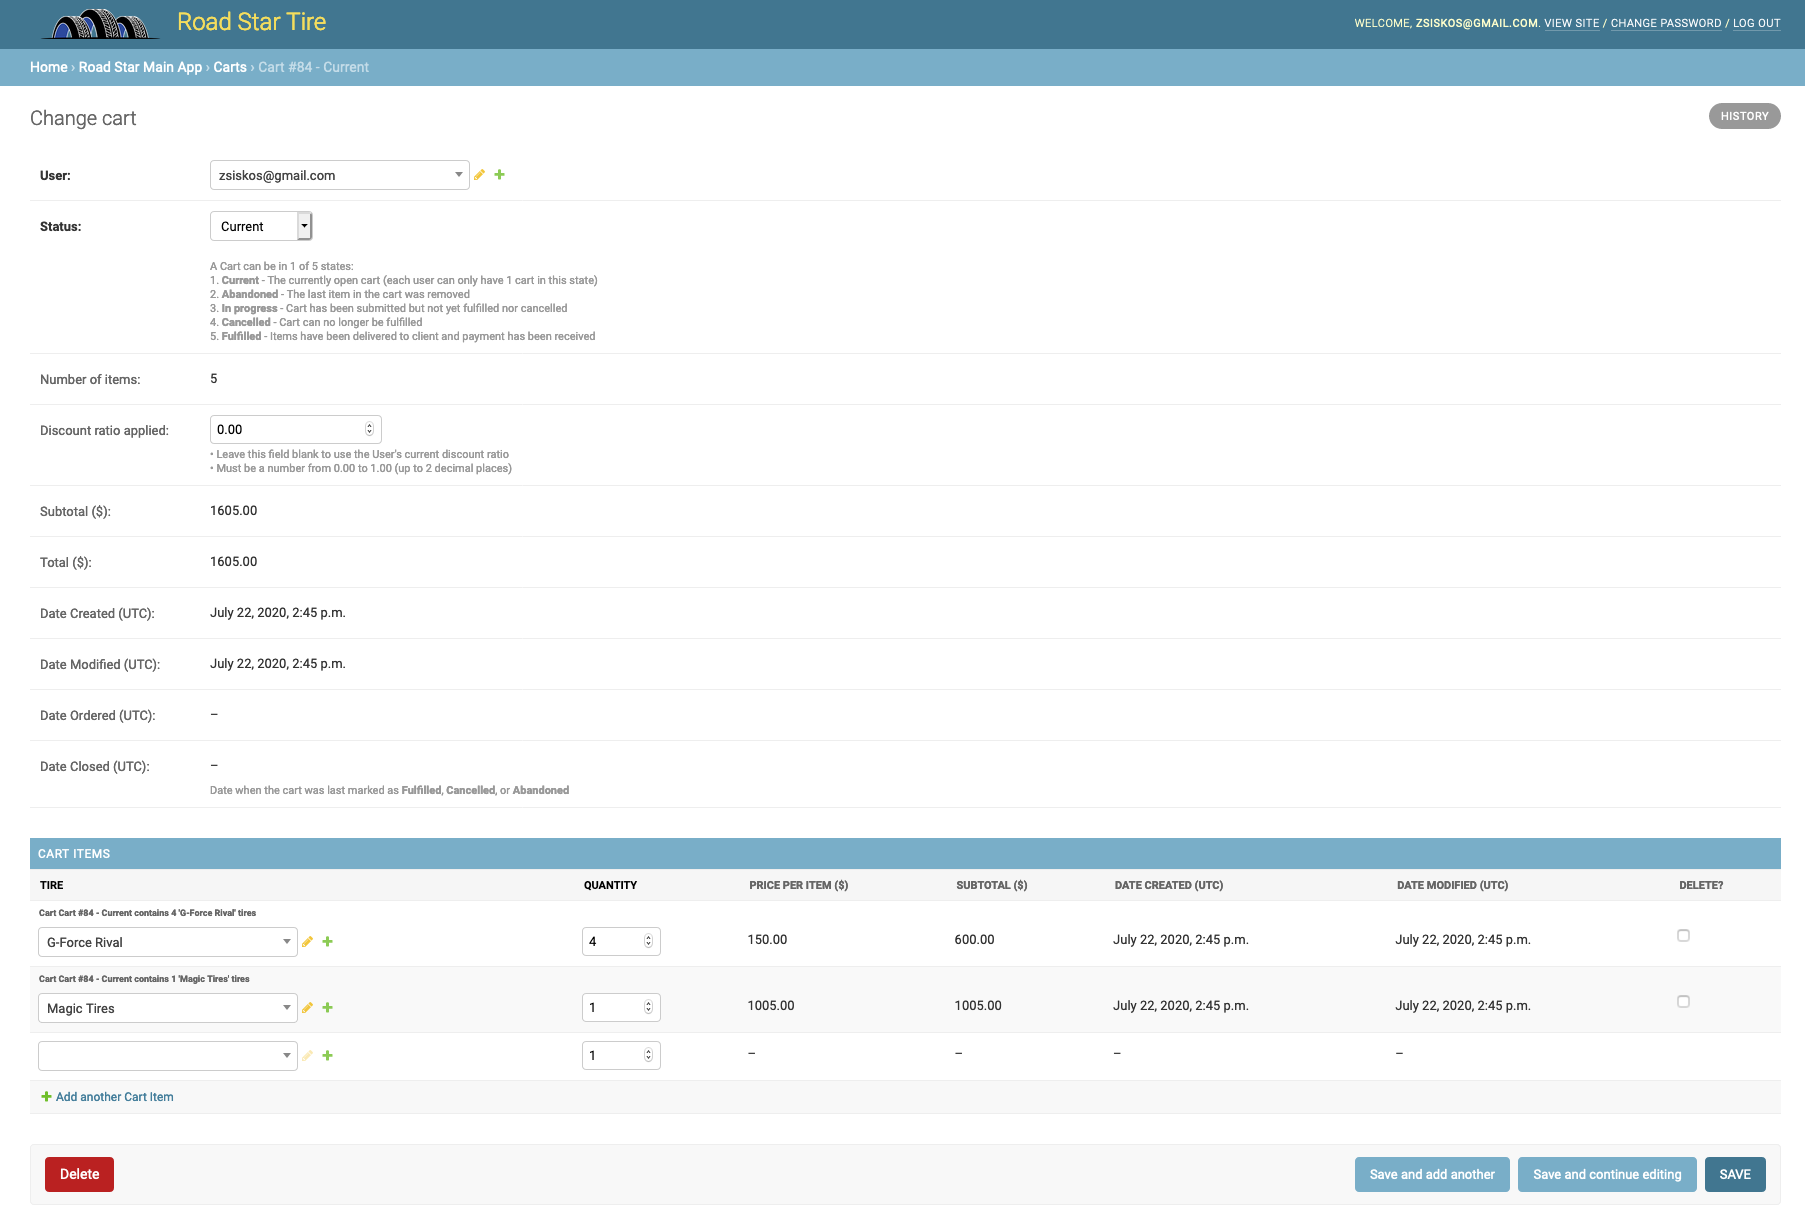 Road Star Tire
WELCOME, ZSISKOS@GMAIL.COM. VIEW SITE / CHANGE PASSWORD / LOG OUT
Home › Road Star Main App › Carts › Cart #84 - Current
Change cart
HISTORY
User:
zsiskos@gmail.com
Status:
Current
A Cart can be in 1 of 5 states:
1. Current - The currently open cart (each user can only have 1 cart in this state)
2. Abandoned - The last item in the cart was removed
3. In progress - Cart has been submitted but not yet fulfilled nor cancelled
4. Cancelled - Cart can no longer be fulfilled
5. Fulfilled - Items have been delivered to client and payment has been received
Number of items:
5
Discount ratio applied:
0.00
• Leave this field blank to use the User's current discount ratio
• Must be a number from 0.00 to 1.00 (up to 2 decimal places)
Subtotal ($):
1605.00
Total ($):
1605.00
Date Created (UTC):
July 22, 2020, 2:45 p.m.
Date Modified (UTC):
July 22, 2020, 2:45 p.m.
Date Ordered (UTC):
–
Date Closed (UTC):
–
Date when the cart was last marked as Fulfilled, Cancelled, or Abandoned
CART ITEMS
TIRE QUANTITY PRICE PER ITEM ($) SUBTOTAL ($) DATE CREATED (UTC) DATE MODIFIED (UTC) DELETE?
Cart Cart #84 - Current contains 4 'G-Force Rival' tires
G-Force Rival 4 150.00 600.00 July 22, 2020, 2:45 p.m. July 22, 2020, 2:45 p.m.
Cart Cart #84 - Current contains 1 'Magic Tires' tires
Magic Tires 1 1005.00 1005.00 July 22, 2020, 2:45 p.m. July 22, 2020, 2:45 p.m.
1 – – – –
Add another Cart Item
Delete
Save and add another
Save and continue editing
SAVE